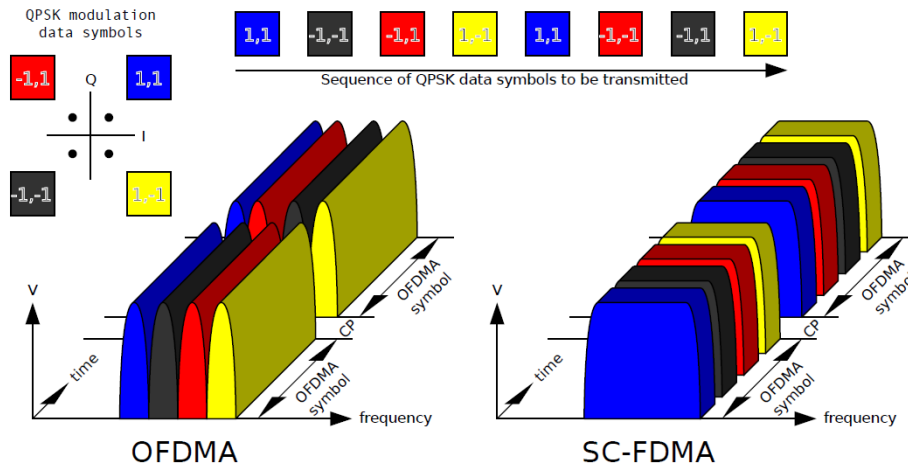 QPSK modulation
data symbols
-1,1
1,1
Q
I
-1,-1
1,-1
1,1 -1,-1 -1,1 1,-1 1,1 -1,-1 -1,1 1,-1
Sequence of QPSK data symbols to be transmitted
V
time
OFDMA
symbol
CP
OFDMA
symbol
frequency
OFDMA
V
time
OFDMA
symbol
CP
OFDMA
symbol
frequency
SC-FDMA